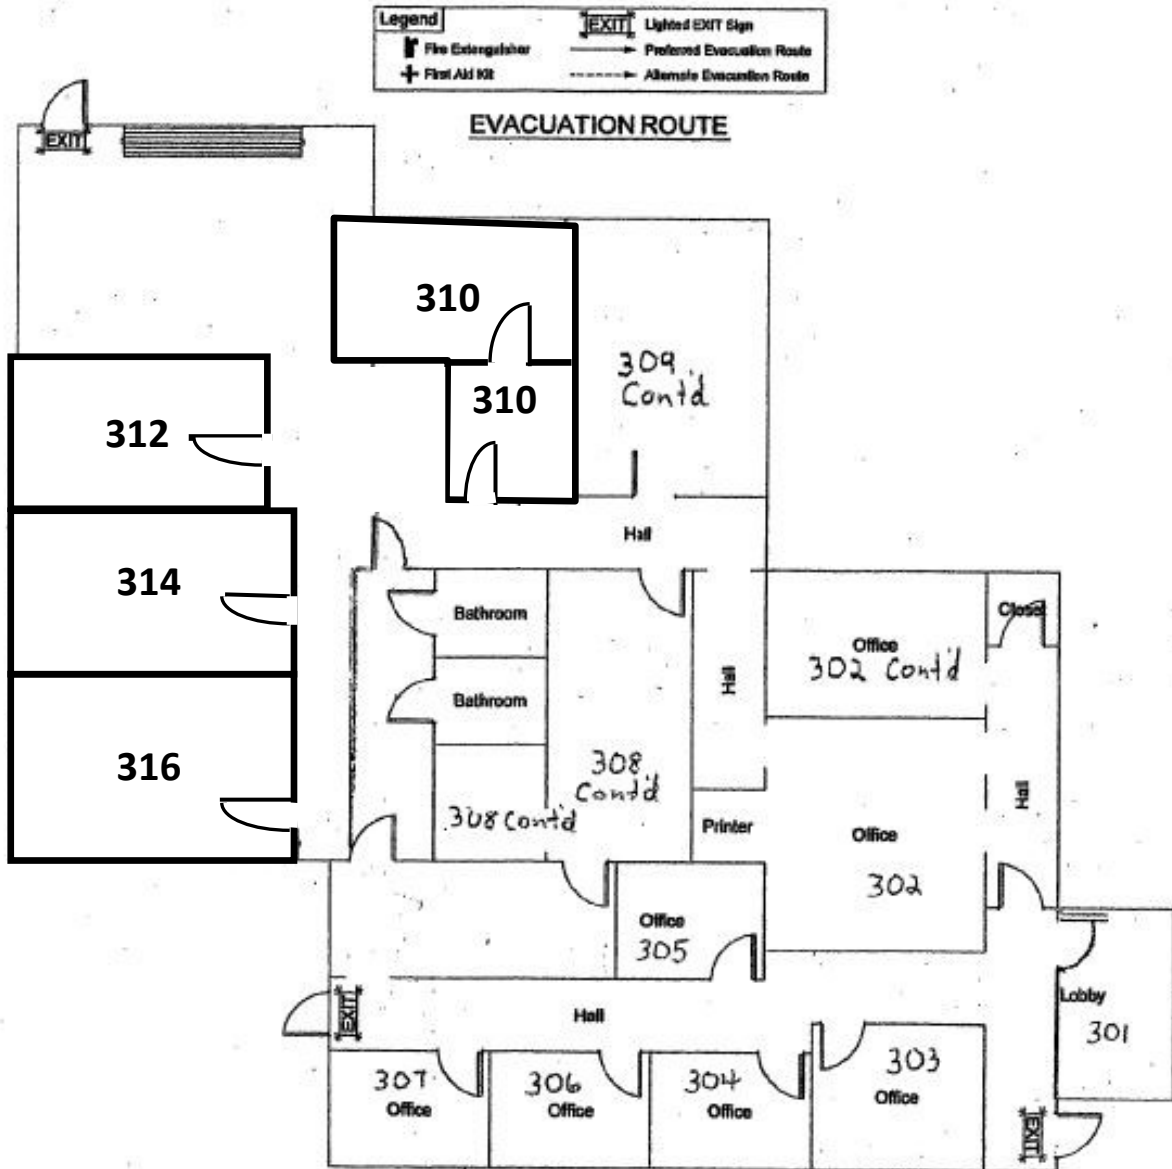 Legend
EXIT Lighted EXIT Sign
Fire Extengalsher
Preferred Evacuation Route
First Aid Kit
Alternate Evacuation Route
EVACUATION ROUTE
EXIT
310
310
309
Cont'd
312
Hall
314
Bathroom
Closet
Office
302 Cont'd
Hall
Bathroom
316
308
Cont'd
308 Cont'd
Printer
Hall
Office
302
Office
305
Lobby
301
EXIT
Hall
307
Office
306
Office
304
Office
303
Office
EXIT